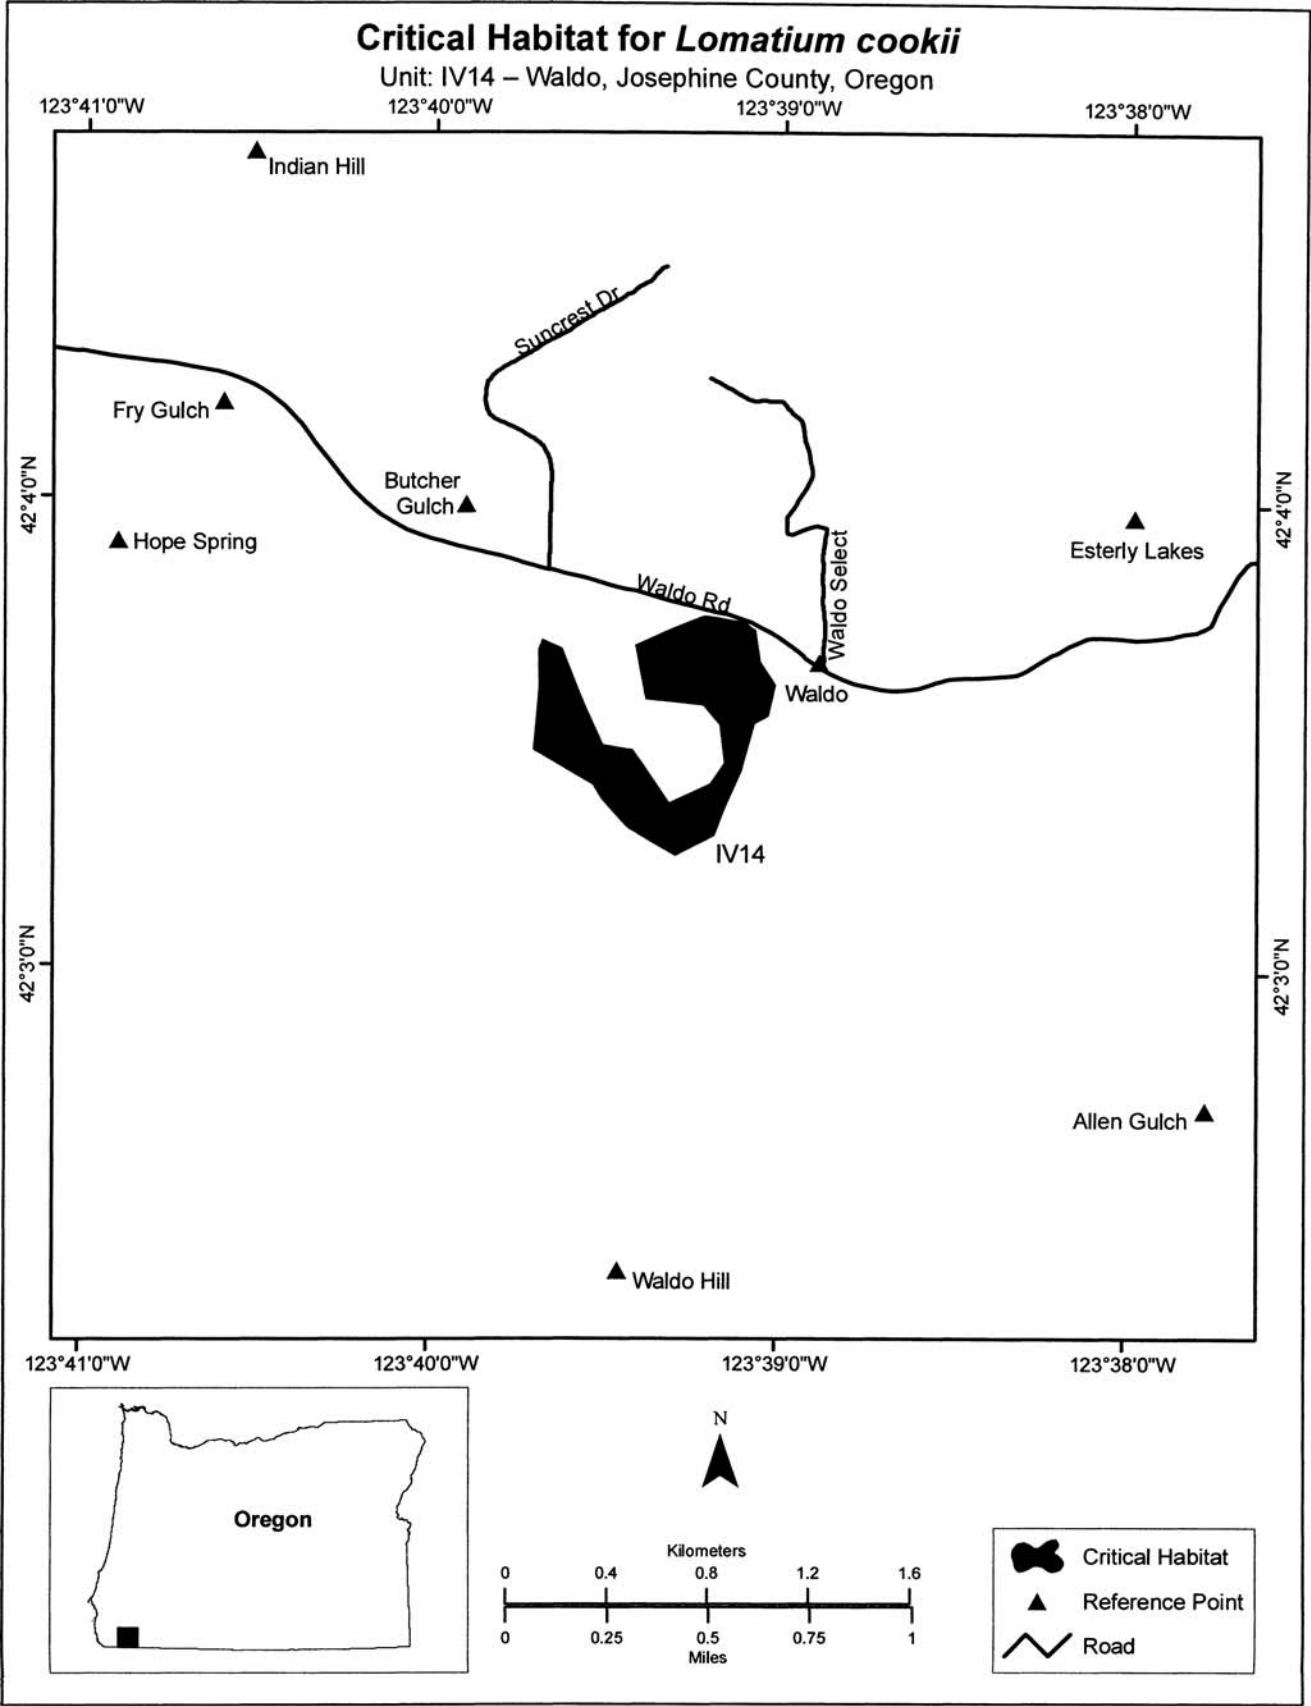 Critical Habitat for Lomatium cookii
Unit: IV14 – Waldo, Josephine County, Oregon
123°41'0"W
123°40'0"W
123°39'0"W
123°38'0"W
Indian Hill
Suncrest Dr
Fry Gulch
42°4'0"N
Butcher
Gulch
42°4'0"N
Hope Spring
Esterly Lakes
Waldo Rd
Waldo Select
Waldo
IV14
42°3'0"N
42°3'0"N
Allen Gulch
Waldo Hill
123°41'0"W
123°40'0"W
123°39'0"W
123°38'0"W
Oregon
N
Kilometers
0 0.4 0.8 1.2 1.6
0 0.25 0.5 0.75 1
Miles
Critical Habitat
Reference Point
Road